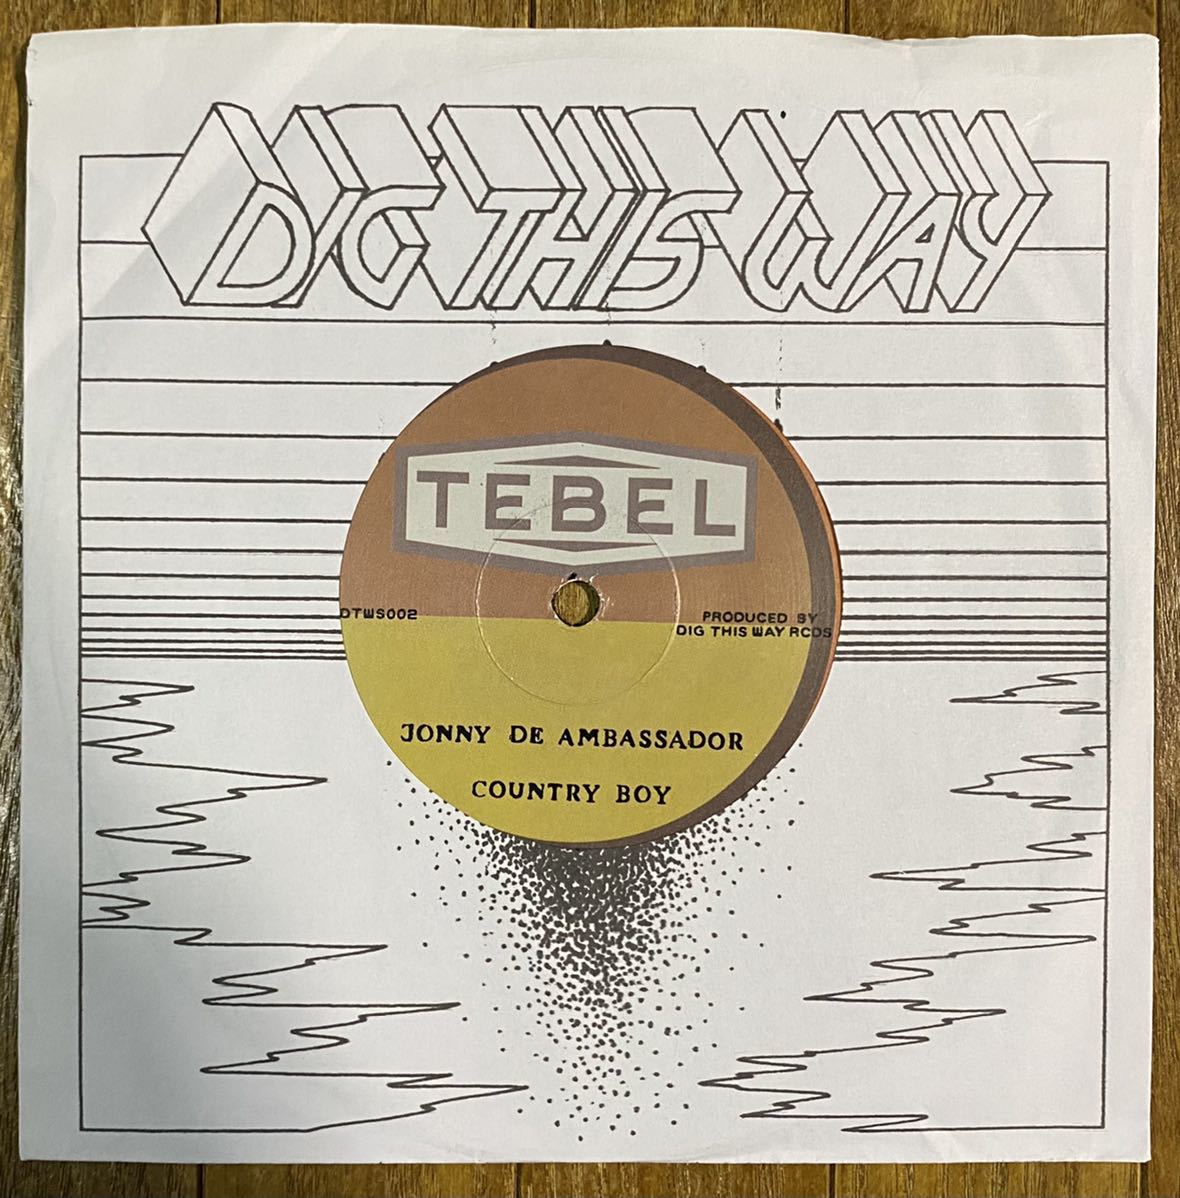 DIG THIS WAY
TEBEL
DTWS002
PRODUCED BY
DIG THIS WAY RCDS
JONNY DE AMBASSADOR
COUNTRY BOY